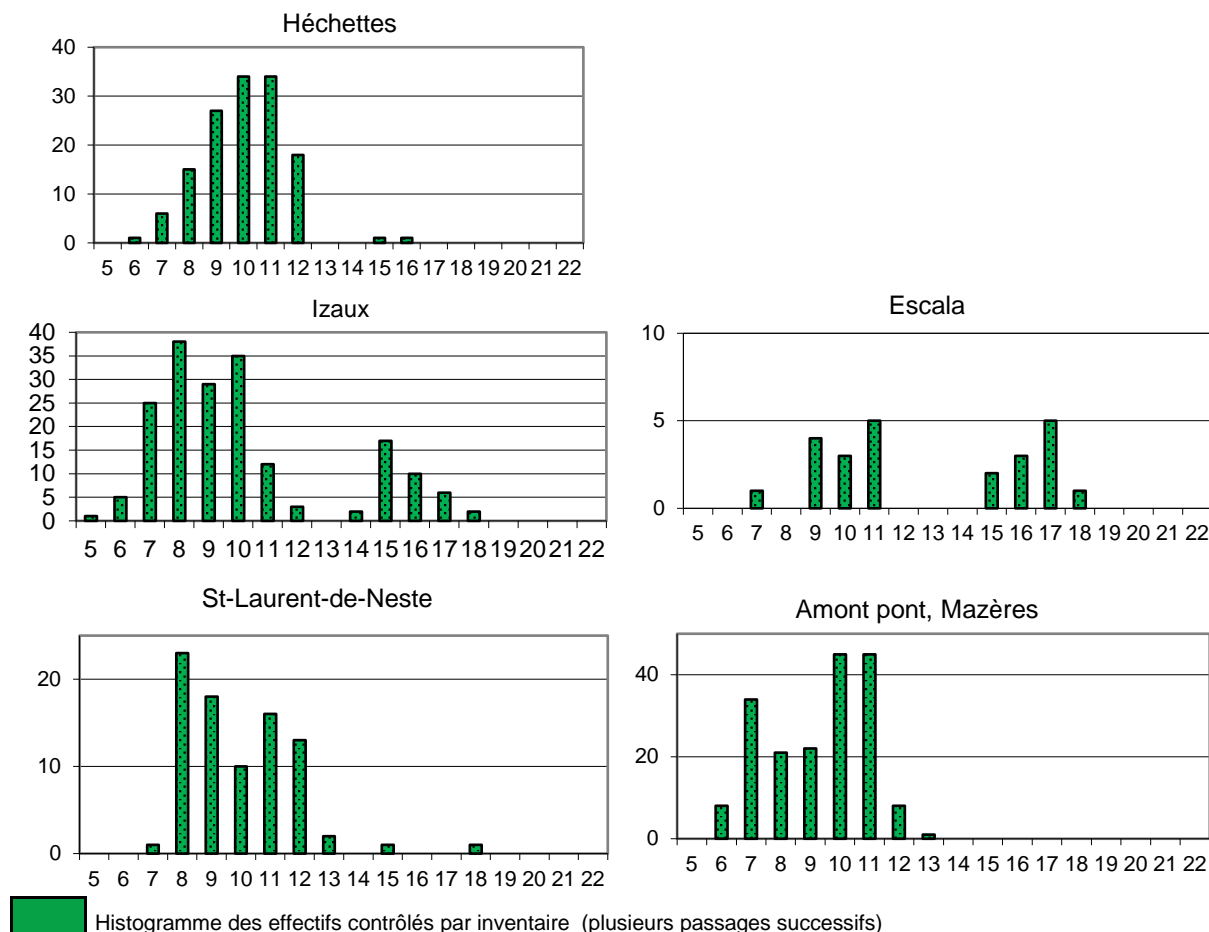 Héchettes
40
30
20
10
0
5 6 7 8 9 10 11 12 13 14 15 16 17 18 19 20 21 22
Izaux
40
35
30
25
20
15
10
5
0
5 6 7 8 9 10 11 12 13 14 15 16 17 18 19 20 21 22
Escala
10
5
0
5 6 7 8 9 10 11 12 13 14 15 16 17 18 19 20 21 22
St-Laurent-de-Neste
20
10
0
5 6 7 8 9 10 11 12 13 14 15 16 17 18 19 20 21 22
Amont pont, Mazères
40
20
0
5 6 7 8 9 10 11 12 13 14 15 16 17 18 19 20 21 22
Histogramme des effectifs contrôlés par inventaire (plusieurs passages successifs)